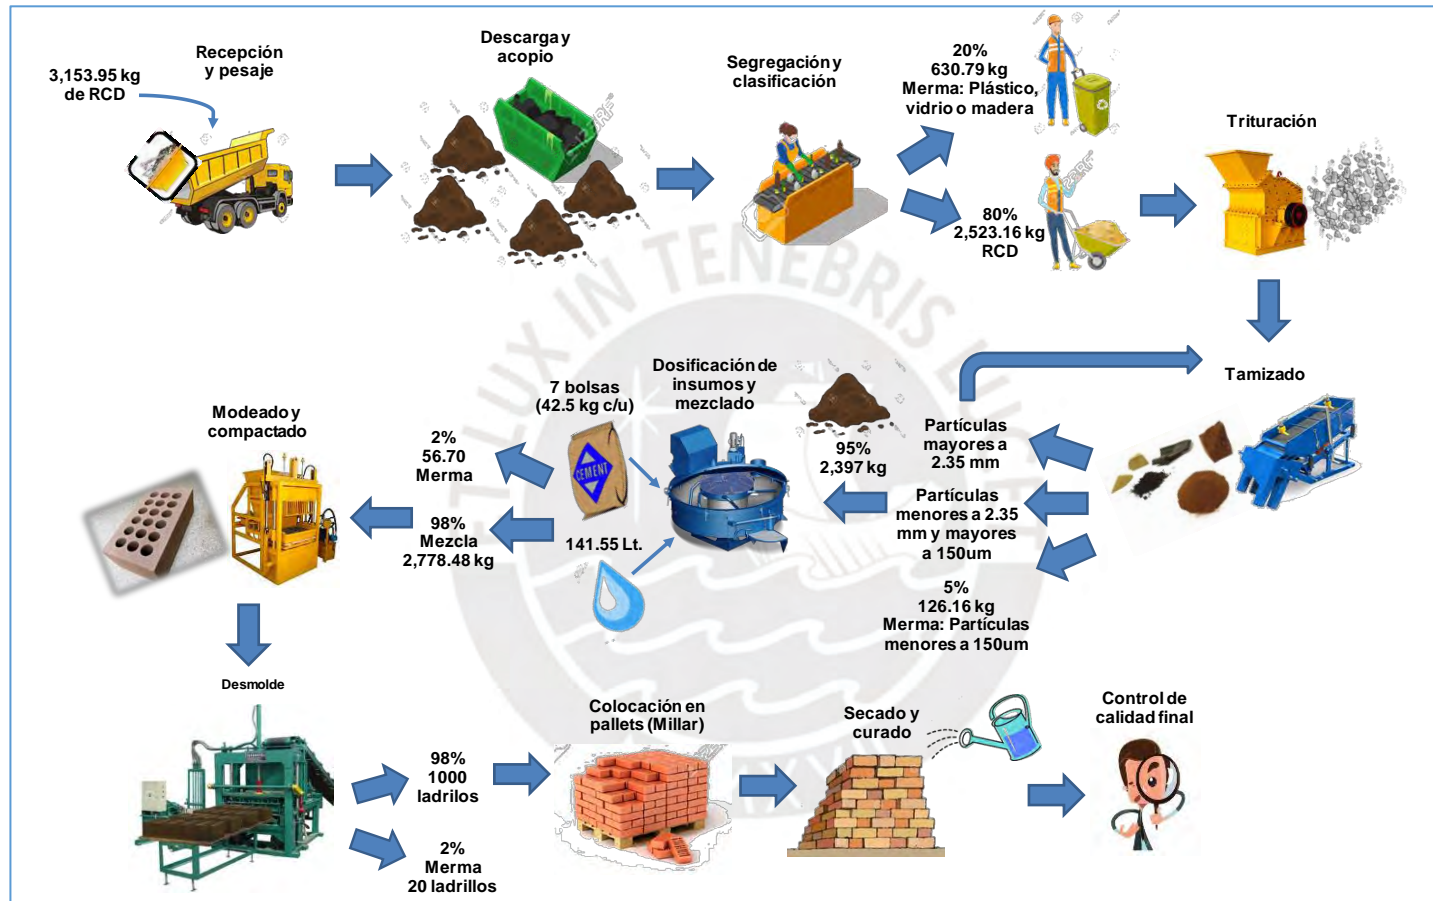 Recepción
y pesaje
3,153.95 kg
de RCD
Descarga y
acopio
Segregación y
clasificación
20%
630.79 kg
Merma: Plástico,
vidrio o madera
80%
2,523.16 kg
RCD
Trituración
Tamizado
Partículas
mayores a
2.35 mm
Partículas
menores a 2.35
mm y mayores
a 150um
5%
126.16 kg
Merma: Partículas
menores a 150um
95%
2,397 kg
Dosificación de
insumos y
mezclado
7 bolsas
(42.5 kg c/u)
CEMENT
141.55 Lt.
2%
56.70
Merma
98%
Mezcla
2,778.48 kg
Modeado y
compactado
Desmolde
98%
1000
ladrilos
2%
Merma
20 ladrillos
Colocación en
pallets (Millar)
Secado y
curado
Control de
calidad final
ET LUX IN TENEBRIS LUCET